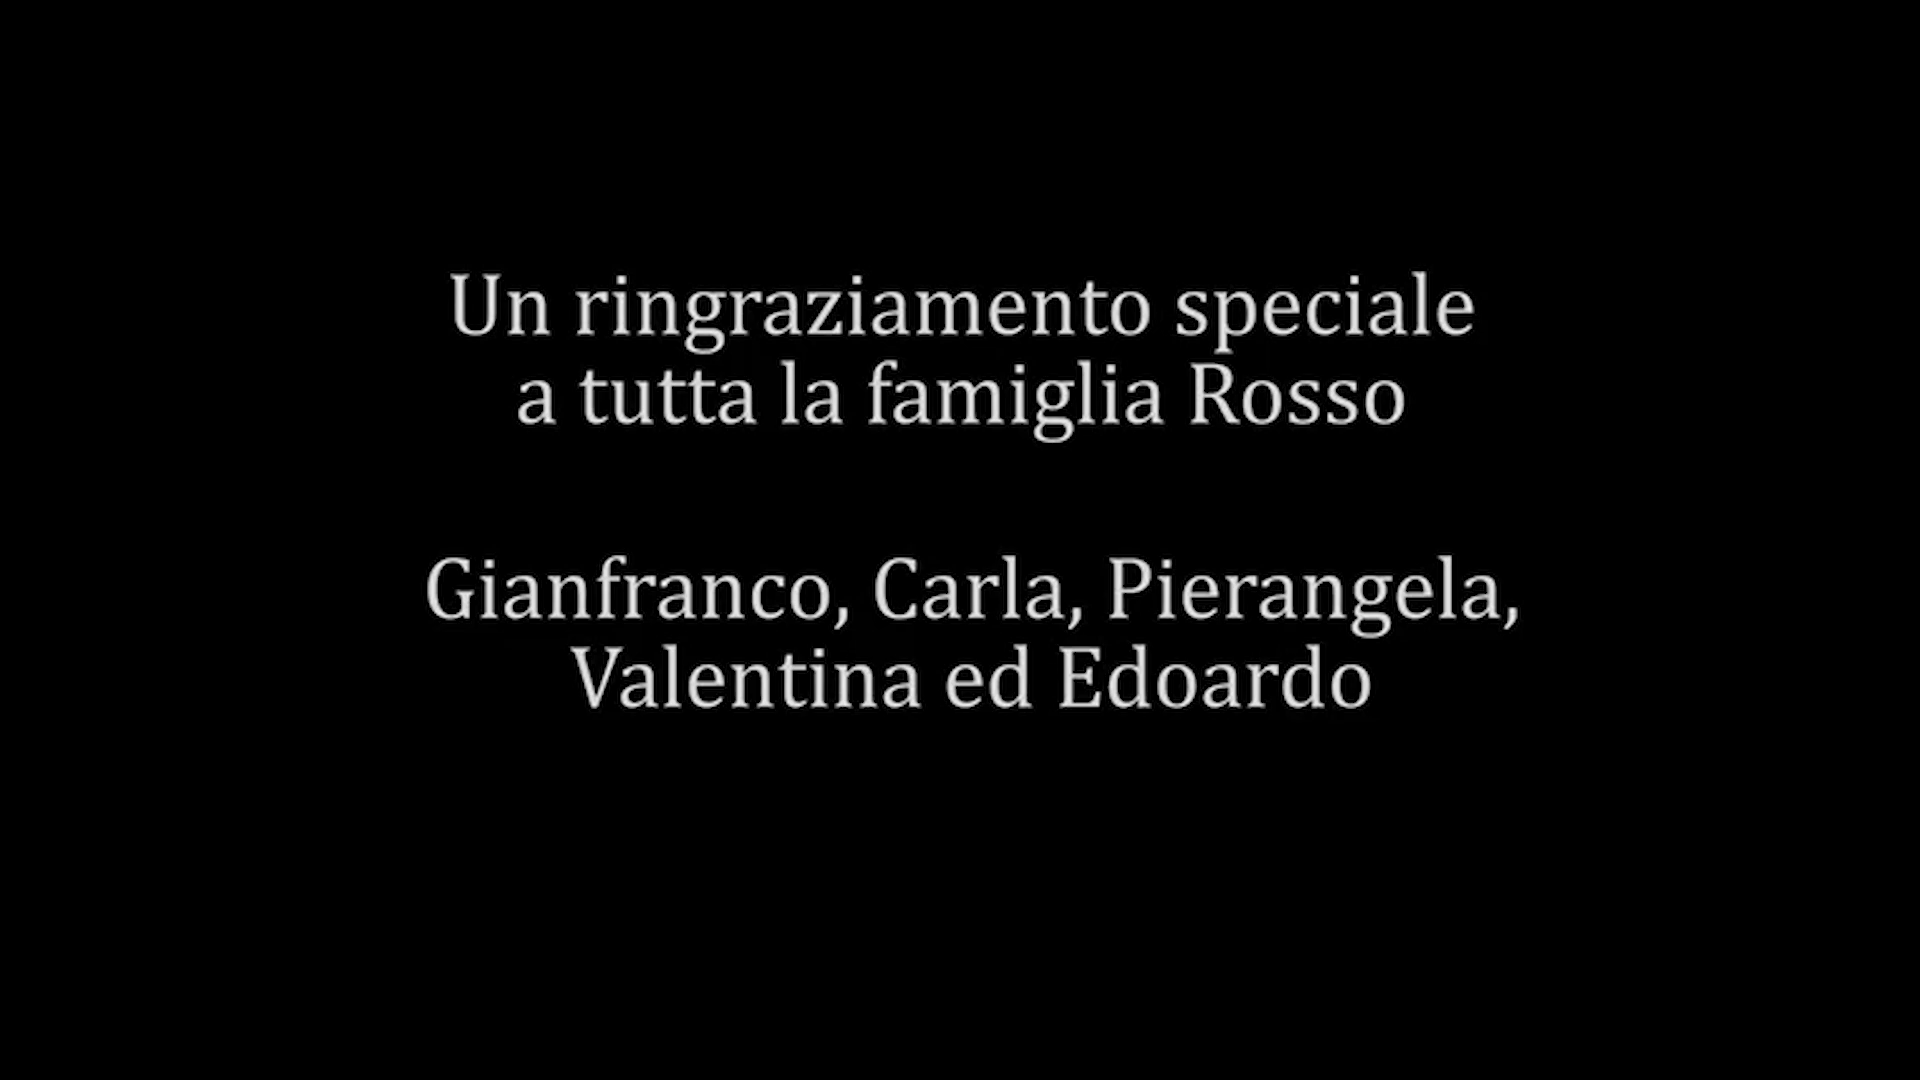 Un ringraziamento speciale
a tutta la famiglia Rosso
Gianfranco, Carla, Pierangela,
Valentina ed Edoardo